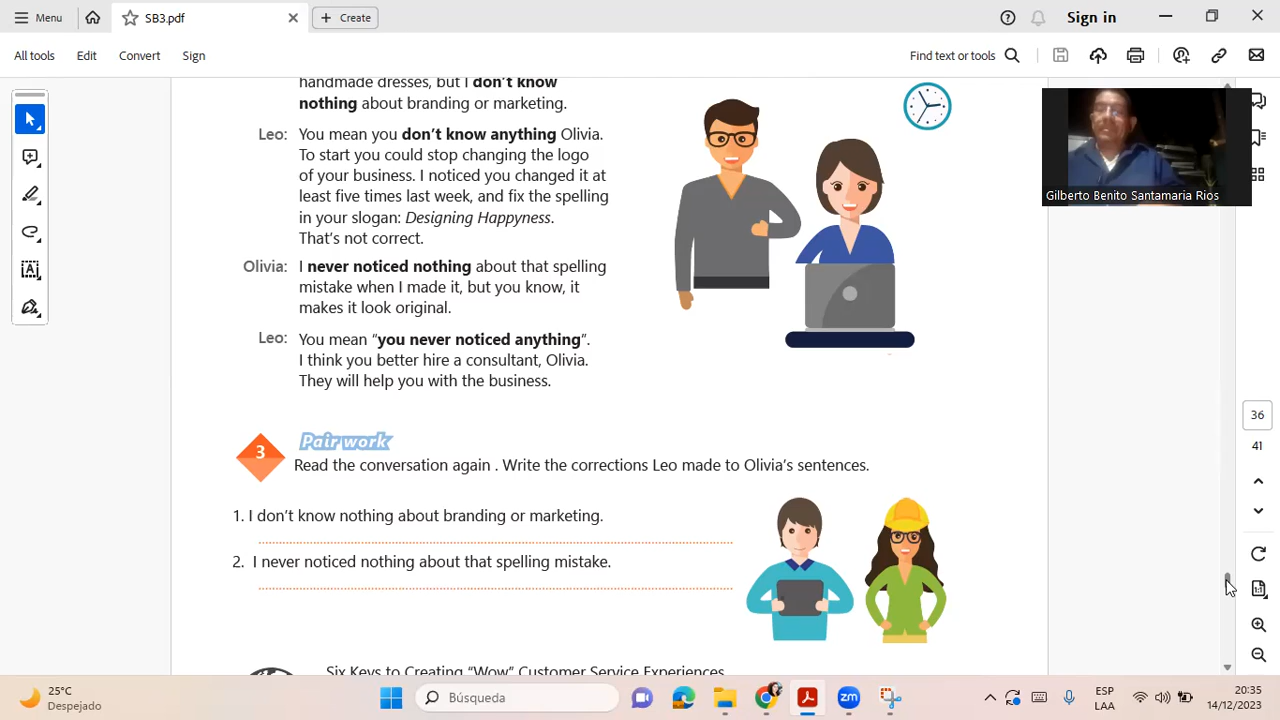 Menu
SB3.pdf
Create
Sign in
All tools
Edit
Convert
Sign
Find text or tools
handmade dresses, but I don't know
nothing about branding or marketing.
Leo: You mean you don't know anything Olivia.
To start you could stop changing the logo
of your business. I noticed you changed it at
least five times last week, and fix the spelling
in your slogan: Designing Happyness.
That's not correct.
Olivia: I never noticed nothing about that spelling
mistake when I made it, but you know, it
makes it look original.
Leo: You mean “you never noticed anything”.
I think you better hire a consultant, Olivia.
They will help you with the business.
Gilberto Benito Santamaria Rios
3
Pair work
Read the conversation again . Write the corrections Leo made to Olivia's sentences.
1. I don't know nothing about branding or marketing.
2. I never noticed nothing about that spelling mistake.
Six Keys to Creating “Wow” Customer Service Experiences
36
41
25°C
Despejado
Búsqueda
ESP
LAA
20:35
14/12/2023